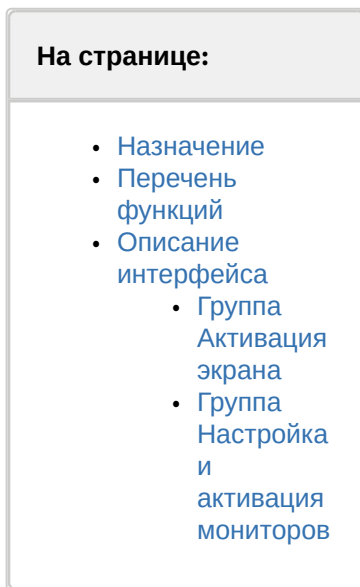 На странице:
• Назначение
• Перечень
функций
• Описание
интерфейса
• Группа
Активация
экрана
• Группа
Настройка
и
активация
мониторов